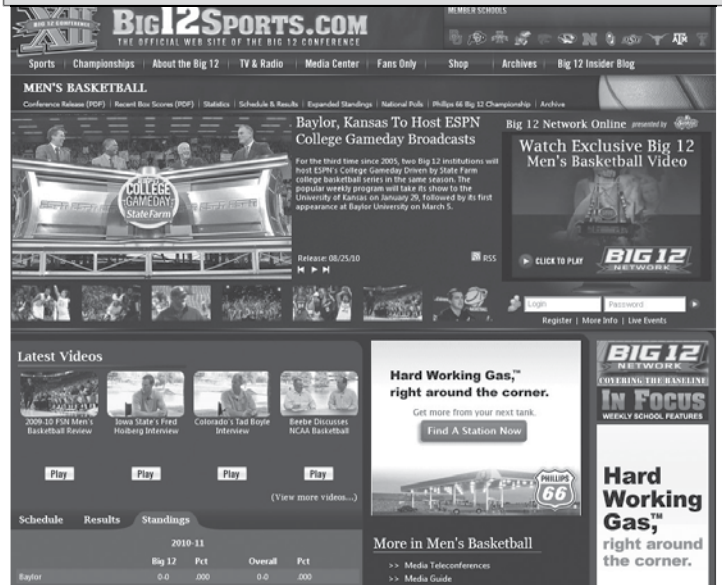 XII
BIG 12 CONFERENCE
BIG12SPORTS.COM
THE OFFICIAL WEB SITE OF THE BIG 12 CONFERENCE
MEMBER SCHOOLS
Sports | Championships | About the Big 12 | TV & Radio | Media Center | Fans Only | Shop | Archives | Big 12 Insider Blog
MEN'S BASKETBALL
Conference Release (PDF) | Recent Box Scores (PDF) | Statistics | Schedule & Results | Expanded Standings | National Polls | Phillips 66 Big 12 Championship | Archive
COLLEGE
GAMEDAY
State Farm
Baylor, Kansas To Host ESPN
College Gameday Broadcasts
For the third time since 2005, two Big 12 institutions will
host ESPN's College Gameday Driven by State Farm
college basketball series in the same season. The
popular weekly program will take its show to the
University of Kansas on January 29, followed by its first
appearance at Baylor University on March 5.
Release: 08/25/10
RSS
Big 12 Network Online presented by
Watch Exclusive Big 12
Men's Basketball Video
CLICK TO PLAY
BIG 12
NETWORK
Login
Password
Register | More Info | Live Events
Latest Videos
2009-10 FSN Men's
Basketball Review
Iowa State's Fred
Hoiberg Interview
Colorado's Tad Boyle
Interview
Beebe Discusses
NCAA Basketball
Play
Play
Play
Play
(View more videos...)
Schedule
Results
Standings
2010-11
Big 12 Pct Overall Pct
Baylor 0-0 .000 0-0 .000
Hard Working Gas,™
right around the corner.
Get more from your next tank.
Find A Station Now
PHILLIPS
66
More in Men's Basketball
>> Media Teleconferences
>> Media Guide
BIG 12
NETWORK
COVERING THE BASELINE
IN FOCUS
WEEKLY SCHOOL FEATURES
Hard
Working
Gas,™
right around
the corner.